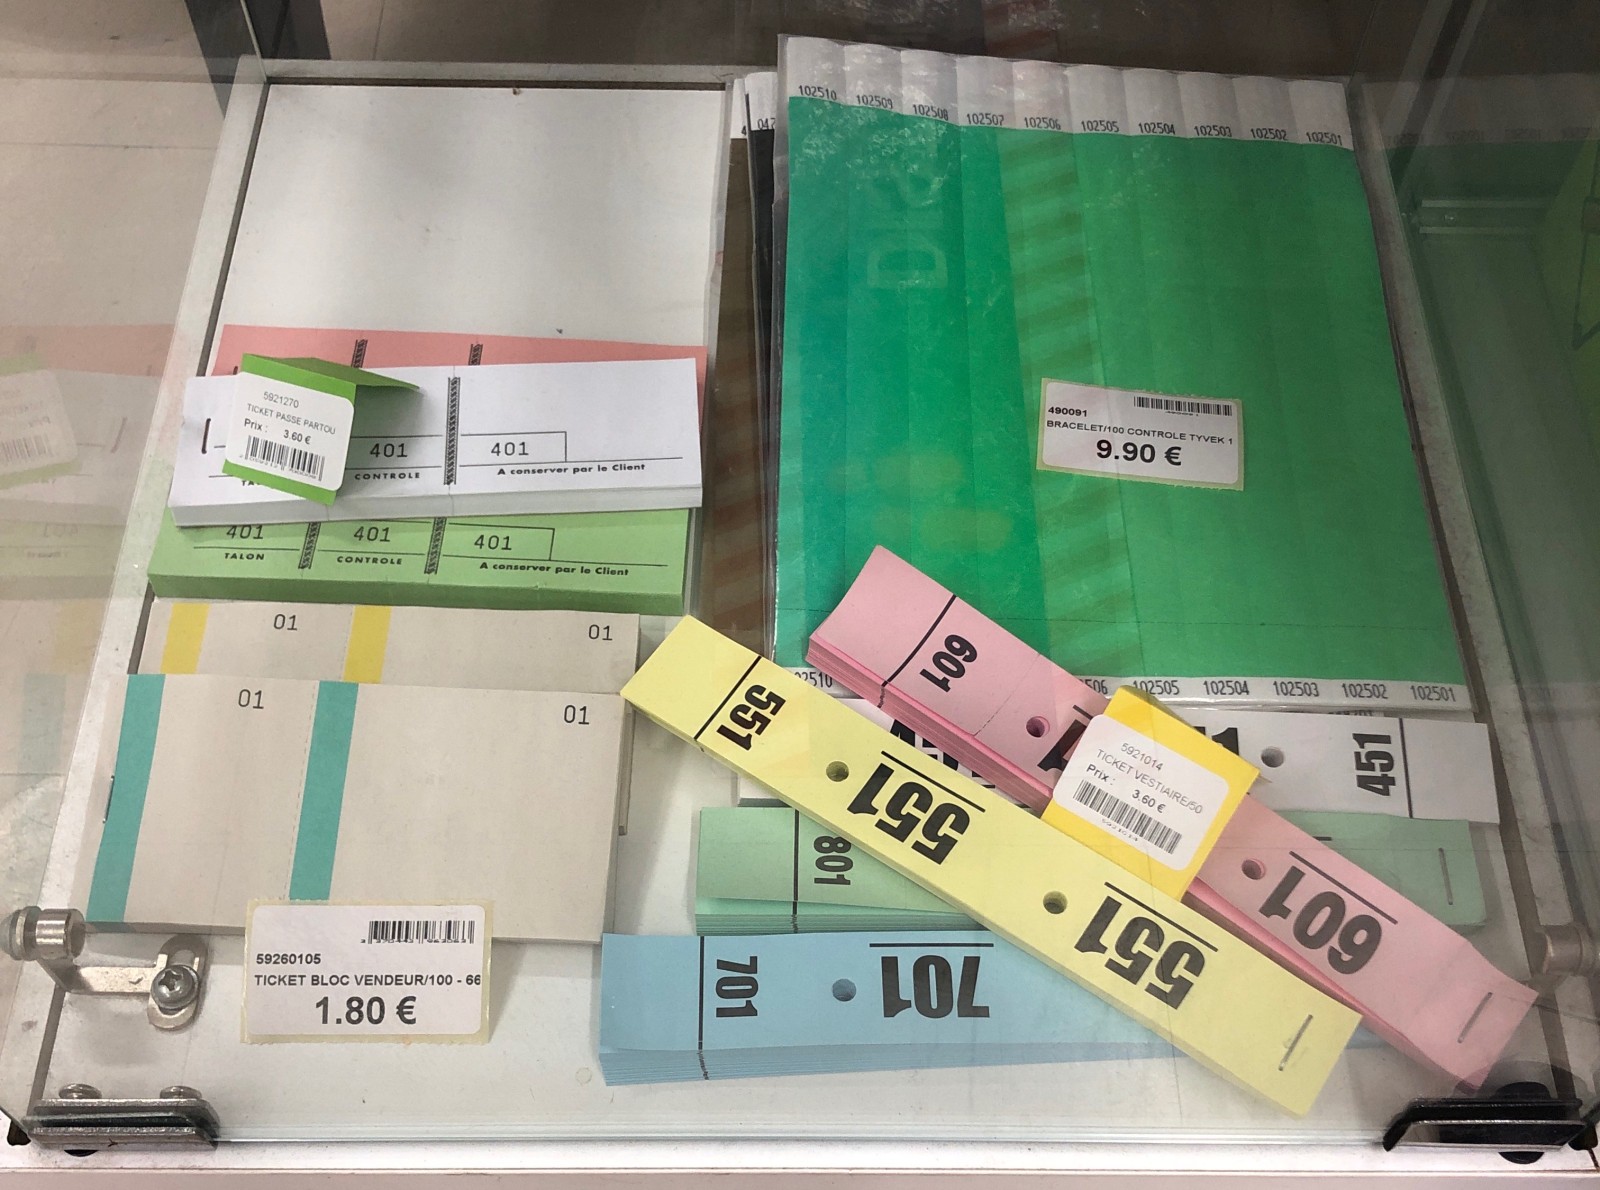 102510 102509 102508 102507 102506 102505 102504 102503 102502 102501
5921270
TICKET PASSE PARTOU
Prix : 3.60 €
401 401
CONTROLE A conserver par le Client
401 401 401
TALON CONTROLE A conserver par le Client
490091
BRACELET/100 CONTROLE TYVEK 1
9.90 €
01 01
01 01
102505 102504 102503 102502 102501
601
551
551
551
601
451
5921014
TICKET VESTIAIRE/50
Prix : 3.60 €
801
701 701
59260105
TICKET BLOC VENDEUR/100 - 66
1.80 €